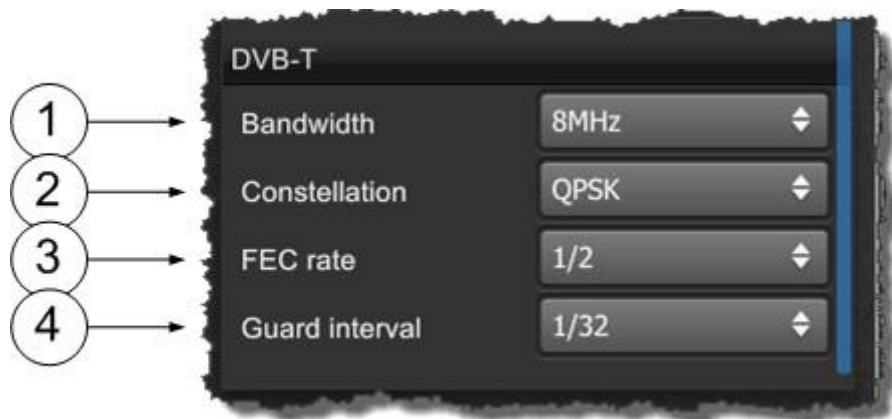 DVB-T
1 Bandwidth 8MHz
2 Constellation QPSK
3 FEC rate 1/2
4 Guard interval 1/32